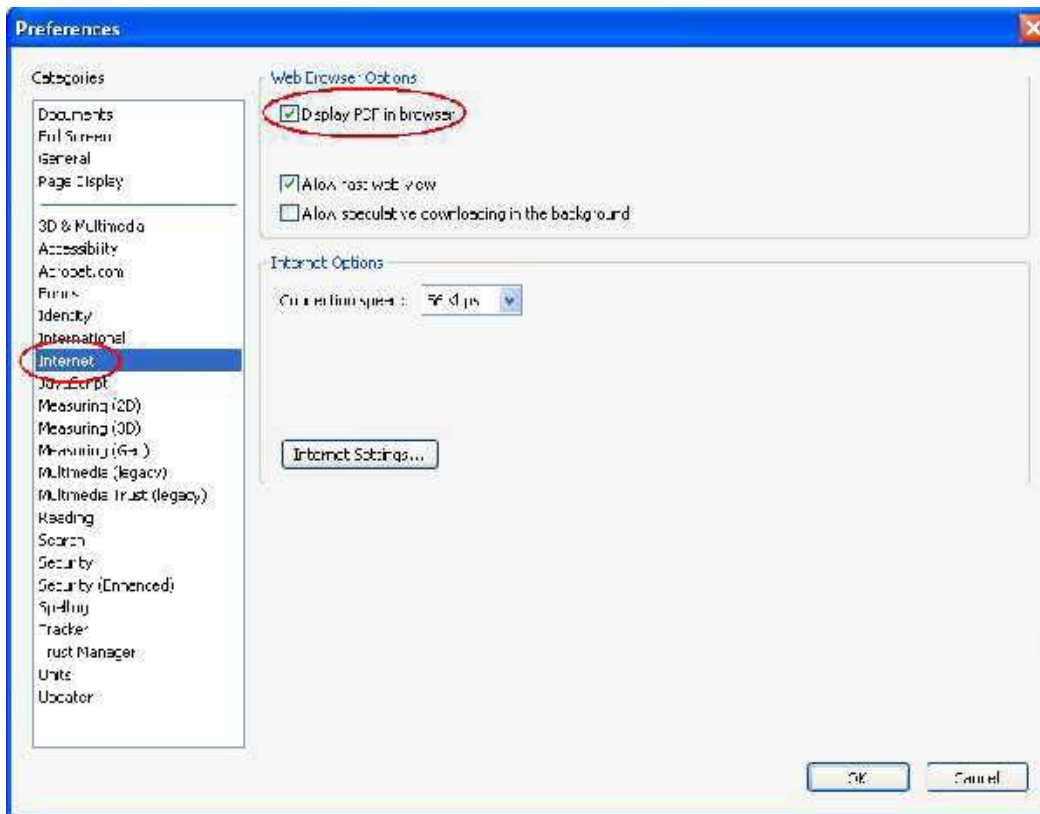 Preferences
Categories
Documents
Full Screen
General
Page Display
3D & Multimedia
Accessibility
Acrobat.com
Forms
Identity
International
Internet
JavaScript
Measuring (2D)
Measuring (3D)
Measuring (Geo)
Multimedia (legacy)
Multimedia Trust (legacy)
Reading
Search
Security
Security (Enhanced)
Spelling
Tracker
Trust Manager
Units
Updater
Web Browser Options
Display PDF in browser
Allow fast web view
Allow speculative downloading in the background
Internet Options
Connection speed: 56 Kbps
Internet Settings...
OK
Cancel